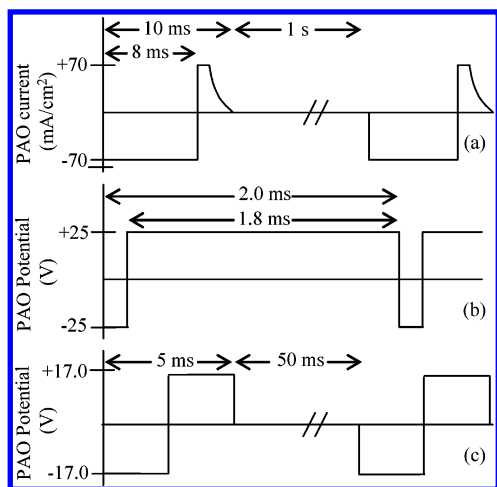 10 ms
1 s
8 ms
+70
-70
PAO current
(mA/cm²)
(a)
2.0 ms
1.8 ms
+25
-25
PAO Potential
(V)
(b)
5 ms
50 ms
+17.0
-17.0
PAO Potential
(V)
(c)